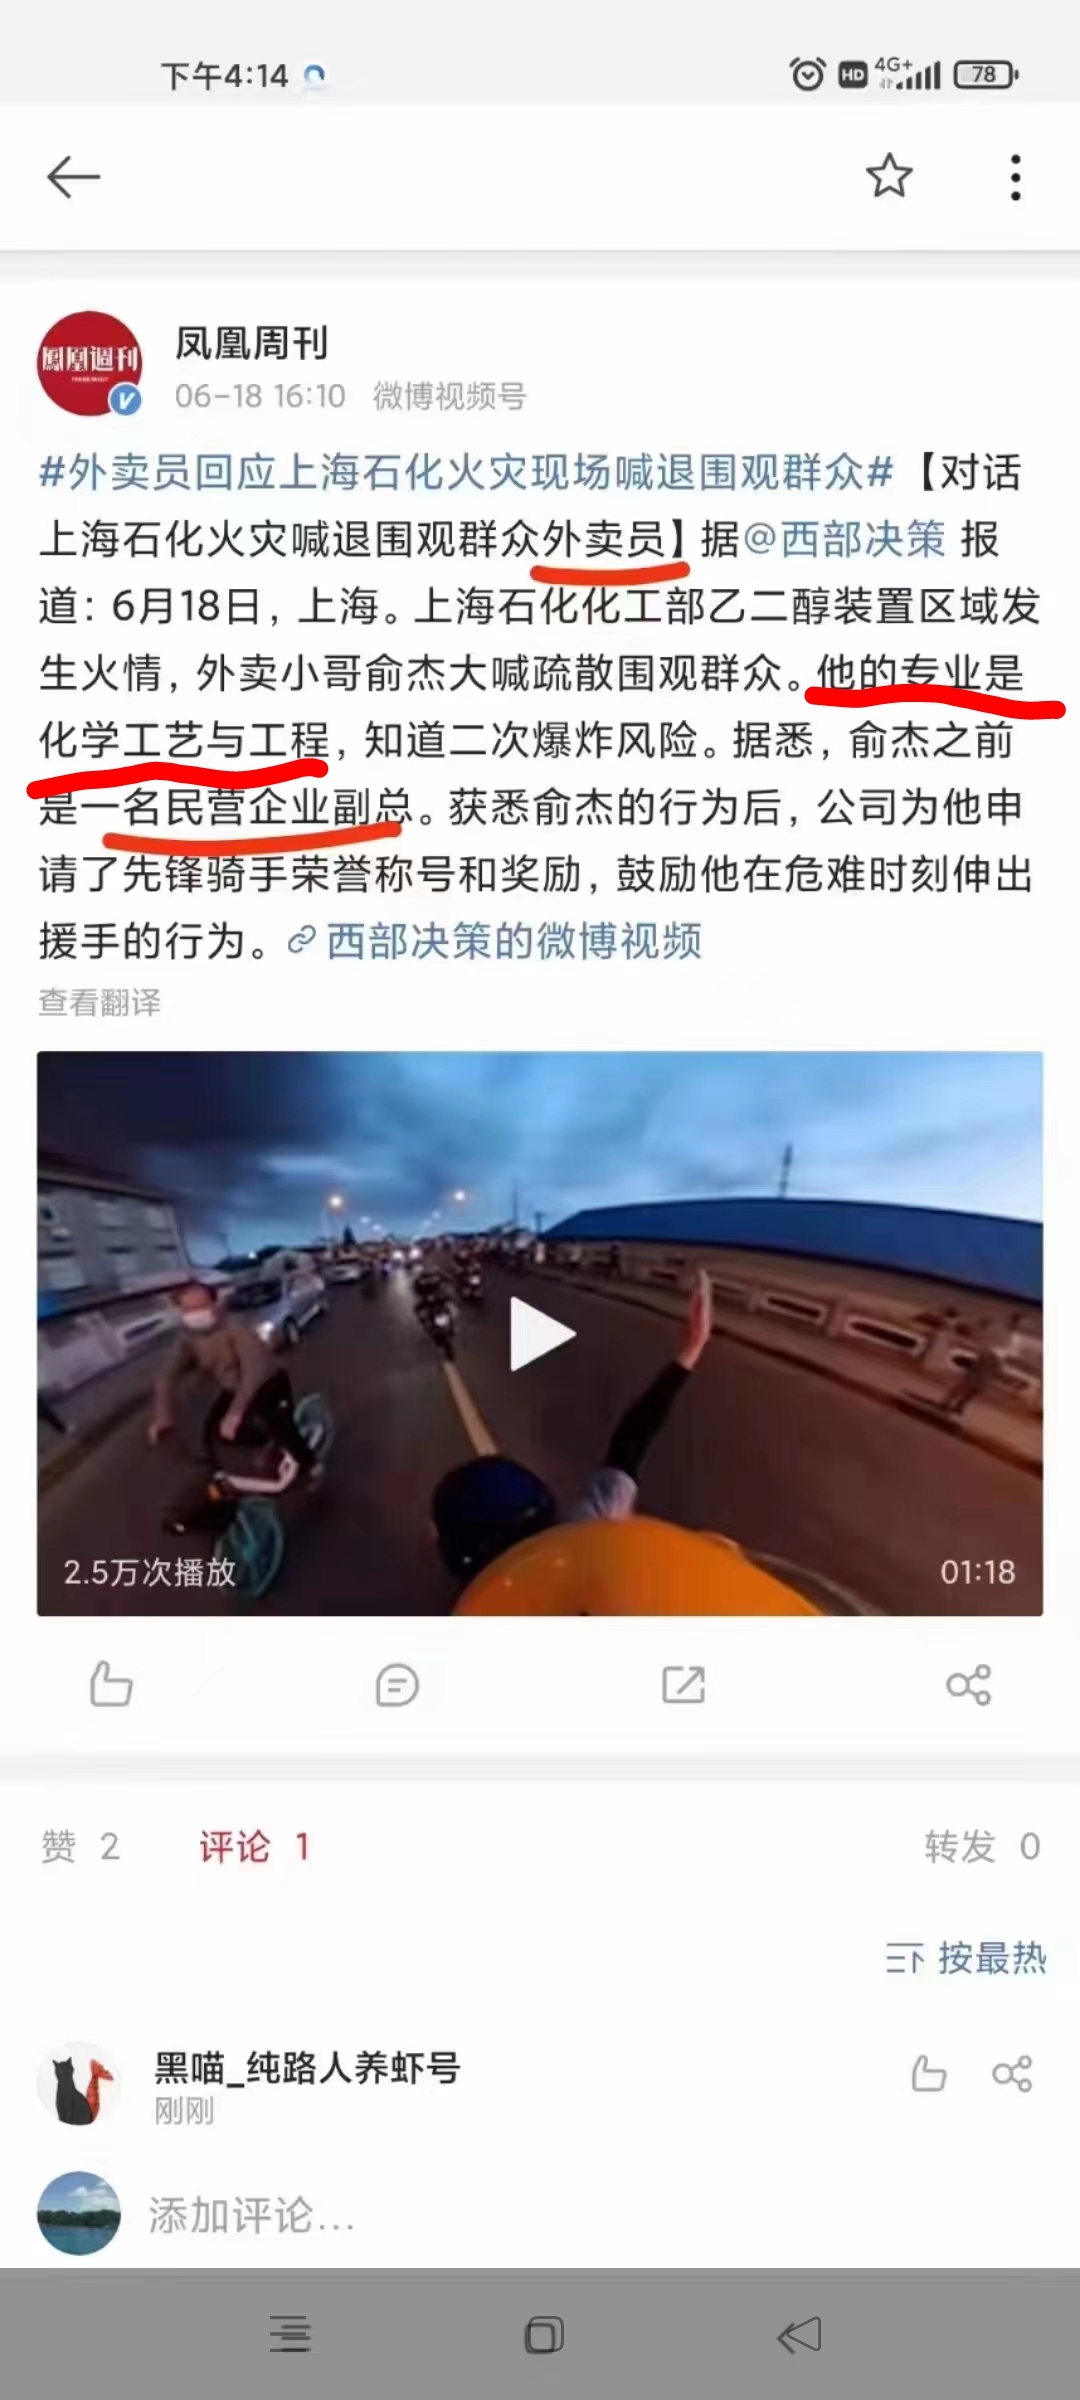 下午4:14
HD 4G+ 78
鳳凰週刊
凤凰周刊
06-18 16:10 微博视频号
#外卖员回应上海石化火灾现场喊退围观群众#【对话
上海石化火灾喊退围观群众外卖员】据@西部决策 报
道：6月18日，上海。上海石化化工部乙二醇装置区域发
生火情，外卖小哥俞杰大喊疏散围观群众。他的专业是
化学工艺与工程，知道二次爆炸风险。据悉，俞杰之前
是一名民营企业副总。获悉俞杰的行为后，公司为他申
请了先锋骑手荣誉称号和奖励，鼓励他在危难时刻伸出
援手的行为。西部决策的微博视频
查看翻译
2.5万次播放 01:18
赞 2 评论 1 转发 0
按最热
黑喵_纯路人养虾号
刚刚
添加评论...